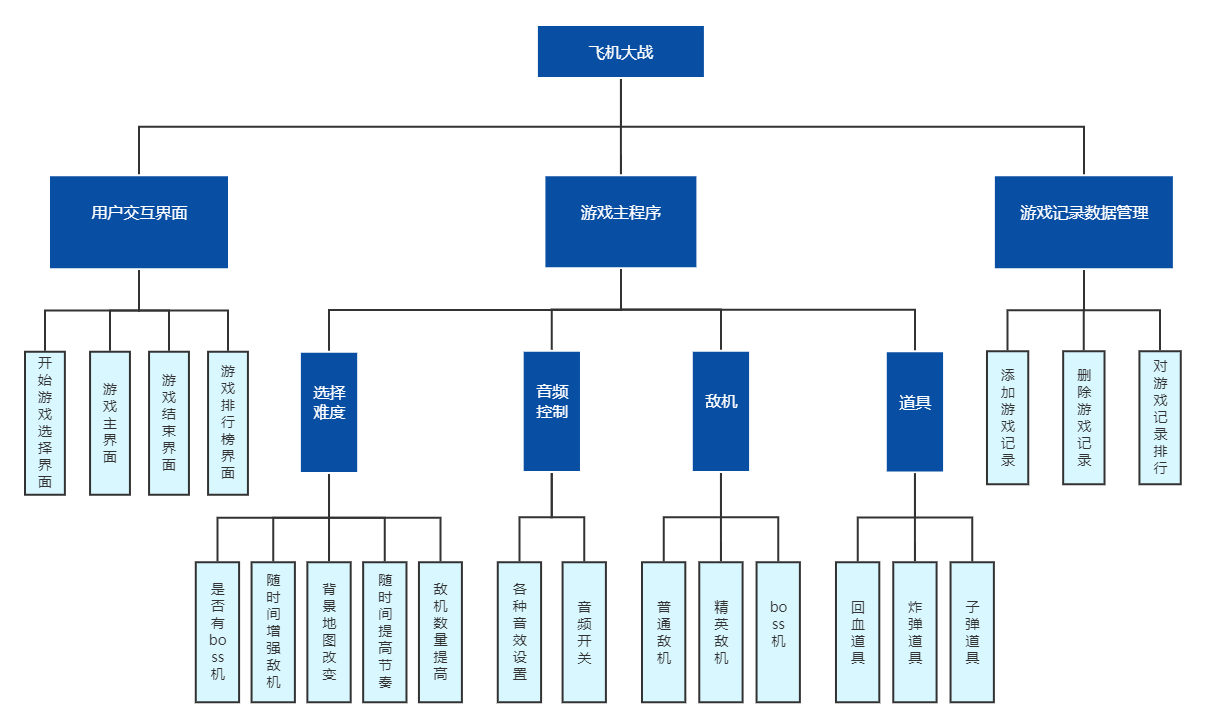 飞机大战
用户交互界面
游戏主程序
游戏记录数据管理
开始游戏选择界面
游戏主界面
游戏结束界面
游戏排行榜界面
选择
难度
音频
控制
敌机
道具
添加游戏记录
删除游戏记录
对游戏记录排行
是否有boss机
随时间增强敌机
背景地图改变
随时间提高节奏
敌机数量提高
各种音效设置
音频开关
普通敌机
精英敌机
boss机
回血道具
炸弹道具
子弹道具